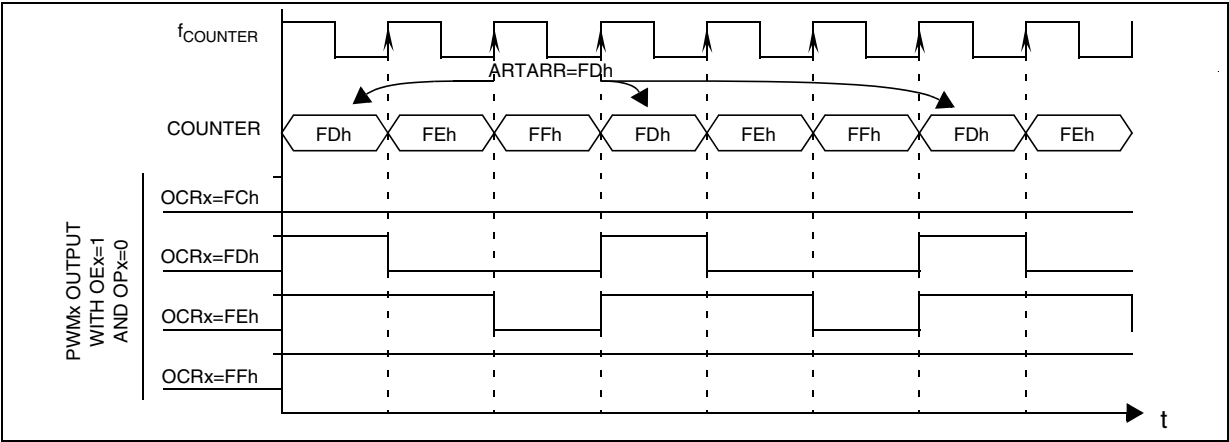 fCOUNTER
ARTARR=FDh
COUNTER
FDh FEh FFh FDh FEh FFh FDh FEh
PWMx OUTPUT
WITH OEx=1
AND OPx=0
OCRx=FCh
OCRx=FDh
OCRx=FEh
OCRx=FFh
t